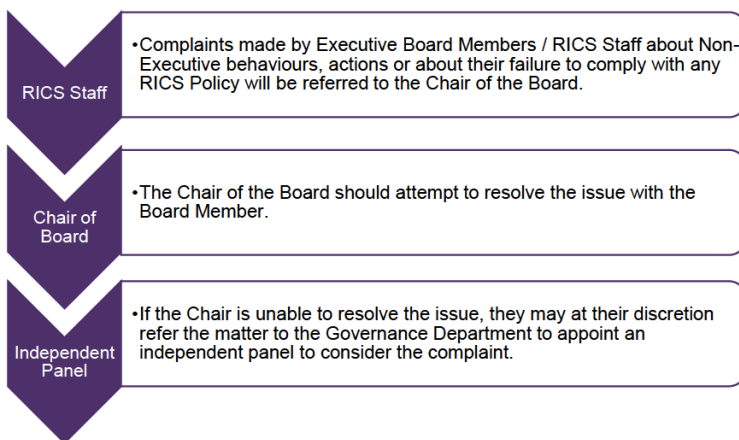 RICS Staff
•Complaints made by Executive Board Members / RICS Staff about Non-
Executive behaviours, actions or about their failure to comply with any
RICS Policy will be referred to the Chair of the Board.
Chair of
Board
•The Chair of the Board should attempt to resolve the issue with the
Board Member.
Independent
Panel
•If the Chair is unable to resolve the issue, they may at their discretion
refer the matter to the Governance Department to appoint an
independent panel to consider the complaint.